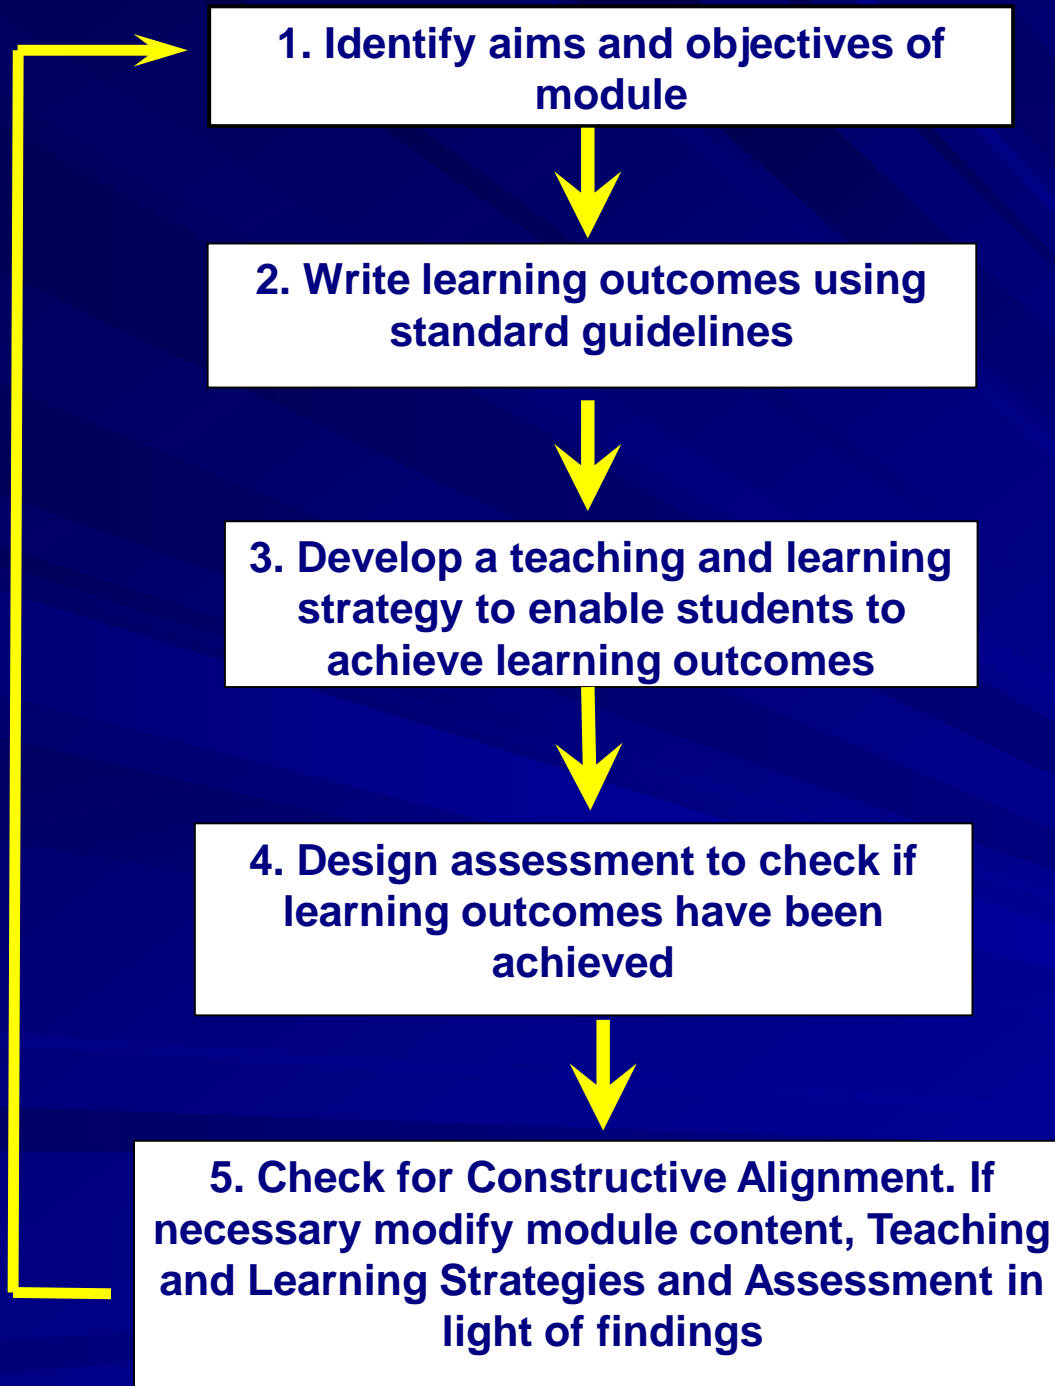 1. Identify aims and objectives of
module
2. Write learning outcomes using
standard guidelines
3. Develop a teaching and learning
strategy to enable students to
achieve learning outcomes
4. Design assessment to check if
learning outcomes have been
achieved
5. Check for Constructive Alignment. If
necessary modify module content, Teaching
and Learning Strategies and Assessment in
light of findings